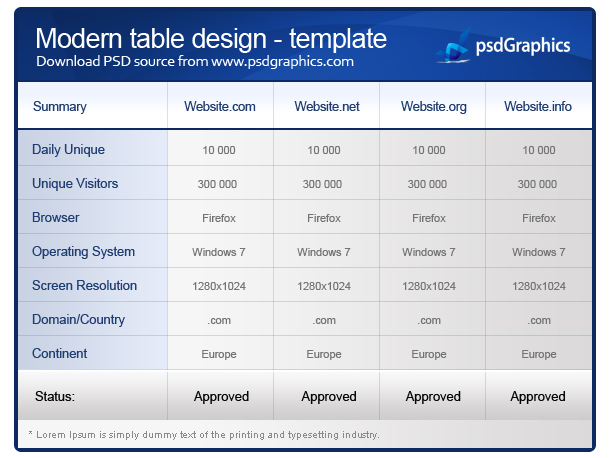 Modern table design - template
Download PSD source from www.psdgraphics.com
psdGraphics
Summary Website.com Website.net Website.org Website.info
Daily Unique 10 000 10 000 10 000 10 000
Unique Visitors 300 000 300 000 300 000 300 000
Browser Firefox Firefox Firefox Firefox
Operating System Windows 7 Windows 7 Windows 7 Windows 7
Screen Resolution 1280x1024 1280x1024 1280x1024 1280x1024
Domain/Country .com .com .com .com
Continent Europe Europe Europe Europe
Status: Approved Approved Approved Approved
* Lorem Ipsum is simply dummy text of the printing and typesetting industry.